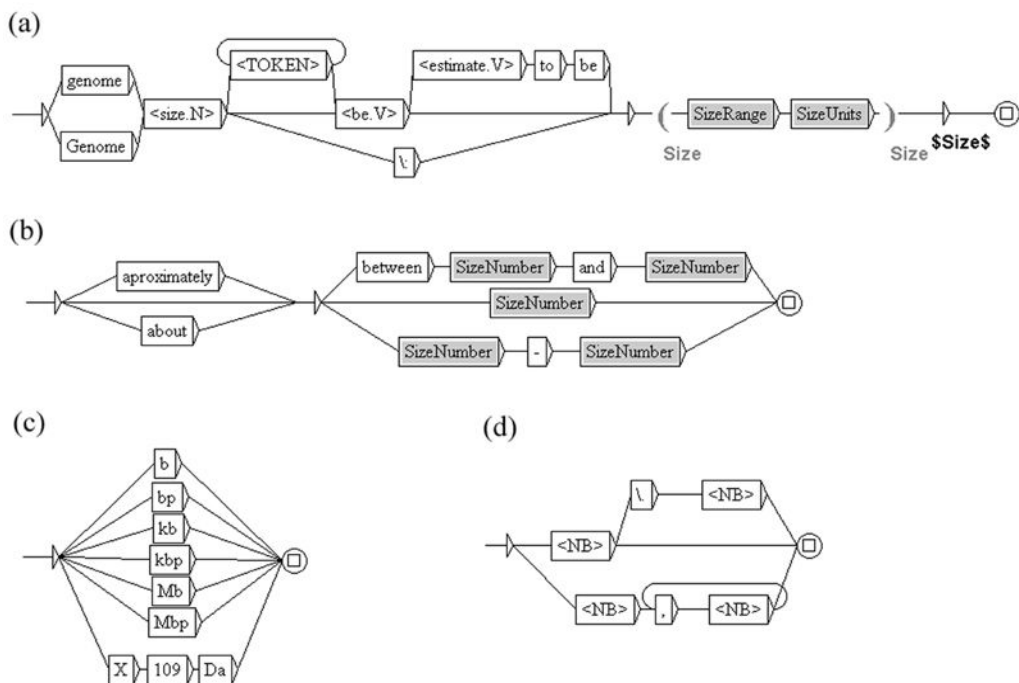 (a)
genome
Genome
<size.N>
<TOKEN>
<be.V>
<estimate.V> to be
\:
( SizeRange SizeUnits )
Size Size $Size$
(b)
aproximately
about
between SizeNumber and SizeNumber
SizeNumber
SizeNumber - SizeNumber
(c)
b
bp
kb
kbp
Mb
Mbp
X 109 Da
(d)
\. <NB>
<NB>
<NB> , <NB>